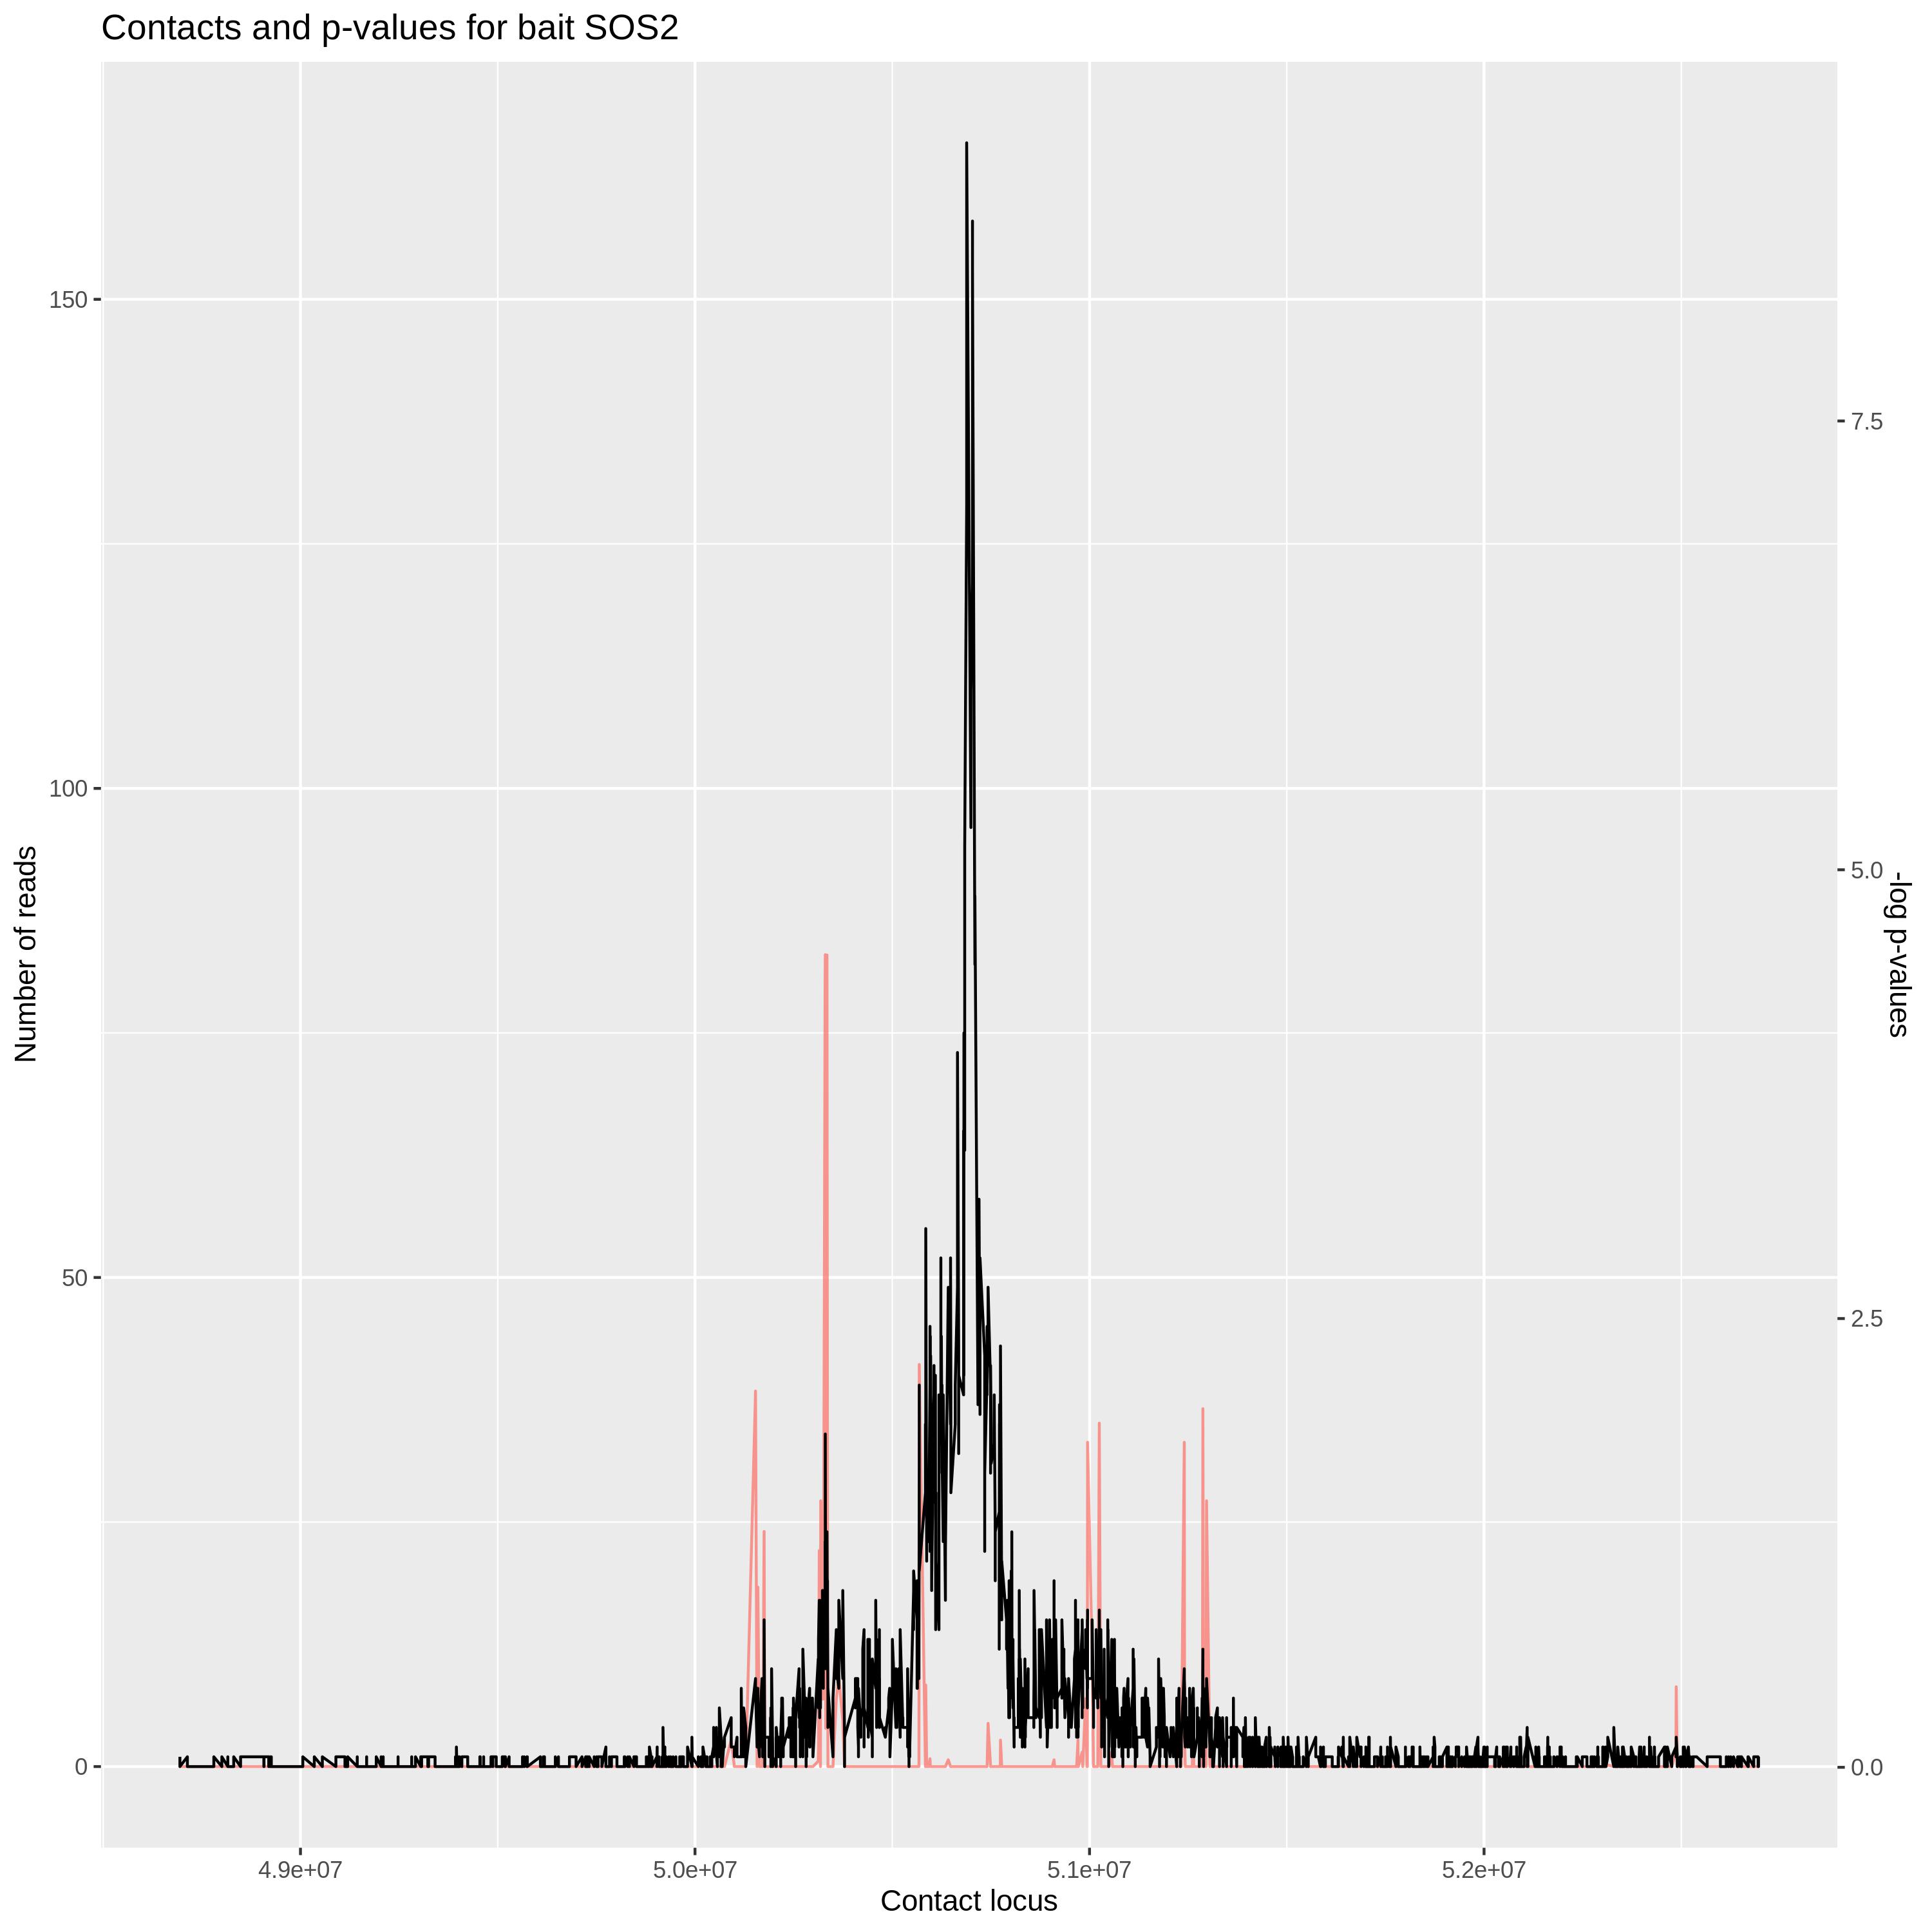 Contacts and p-values for bait SOS2
150
100
50
0
7.5
5.0
2.5
0.0
Number of reads
-log p-values
4.9e+07
5.0e+07
5.1e+07
5.2e+07
Contact locus